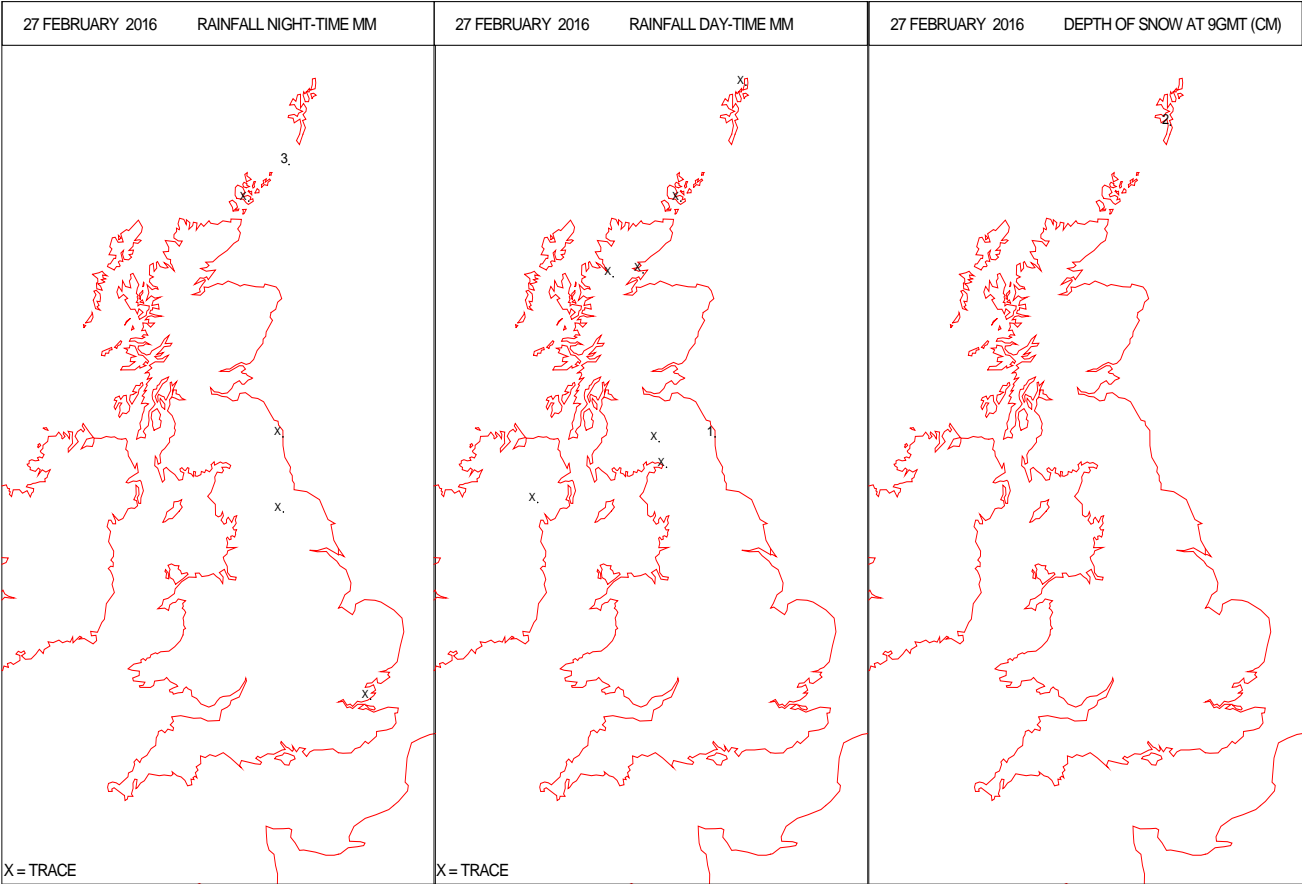 27 FEBRUARY 2016 RAINFALL NIGHT-TIME MM
3.
X.
X.
X.
X.
X = TRACE
27 FEBRUARY 2016 RAINFALL DAY-TIME MM
X.
X.
X.
X.
X.
1.
X.
X.
X = TRACE
27 FEBRUARY 2016 DEPTH OF SNOW AT 9GMT (CM)
2.